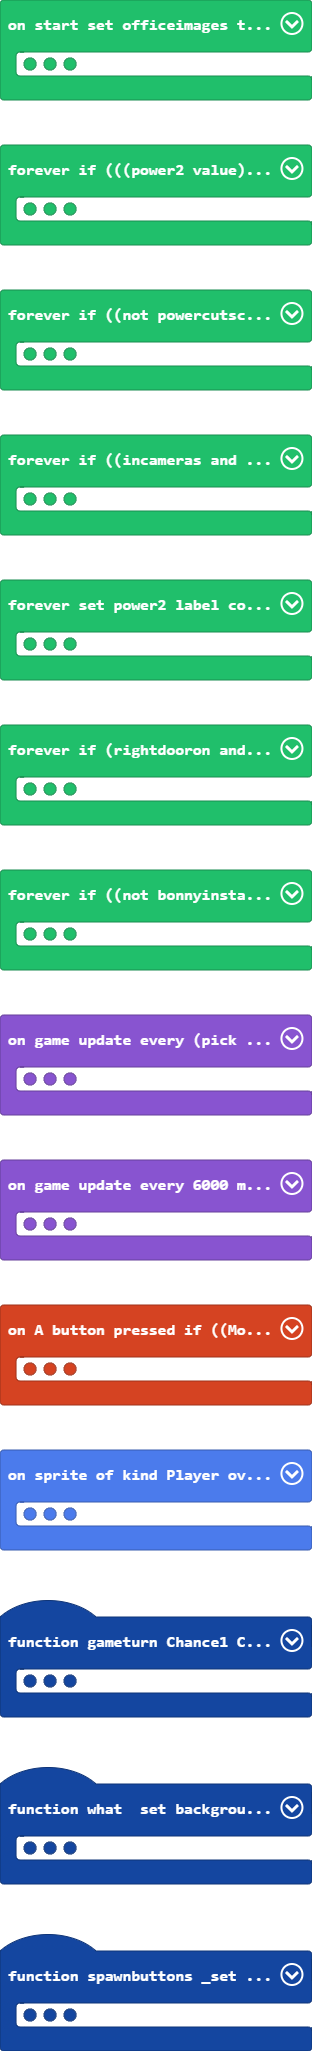 on start set officeimages t...
forever if (((power2 value)...
forever if ((not powercutsc...
forever if ((incameras and ...
forever set power2 label co...
forever if (rightdooron and...
forever if ((not bonnyinsta...
on game update every (pick ...
on game update every 6000 m...
on A button pressed if ((Mo...
on sprite of kind Player ov...
function gameturn Chance1 C...
function what  set backgrou...
function spawnbuttons _set ...